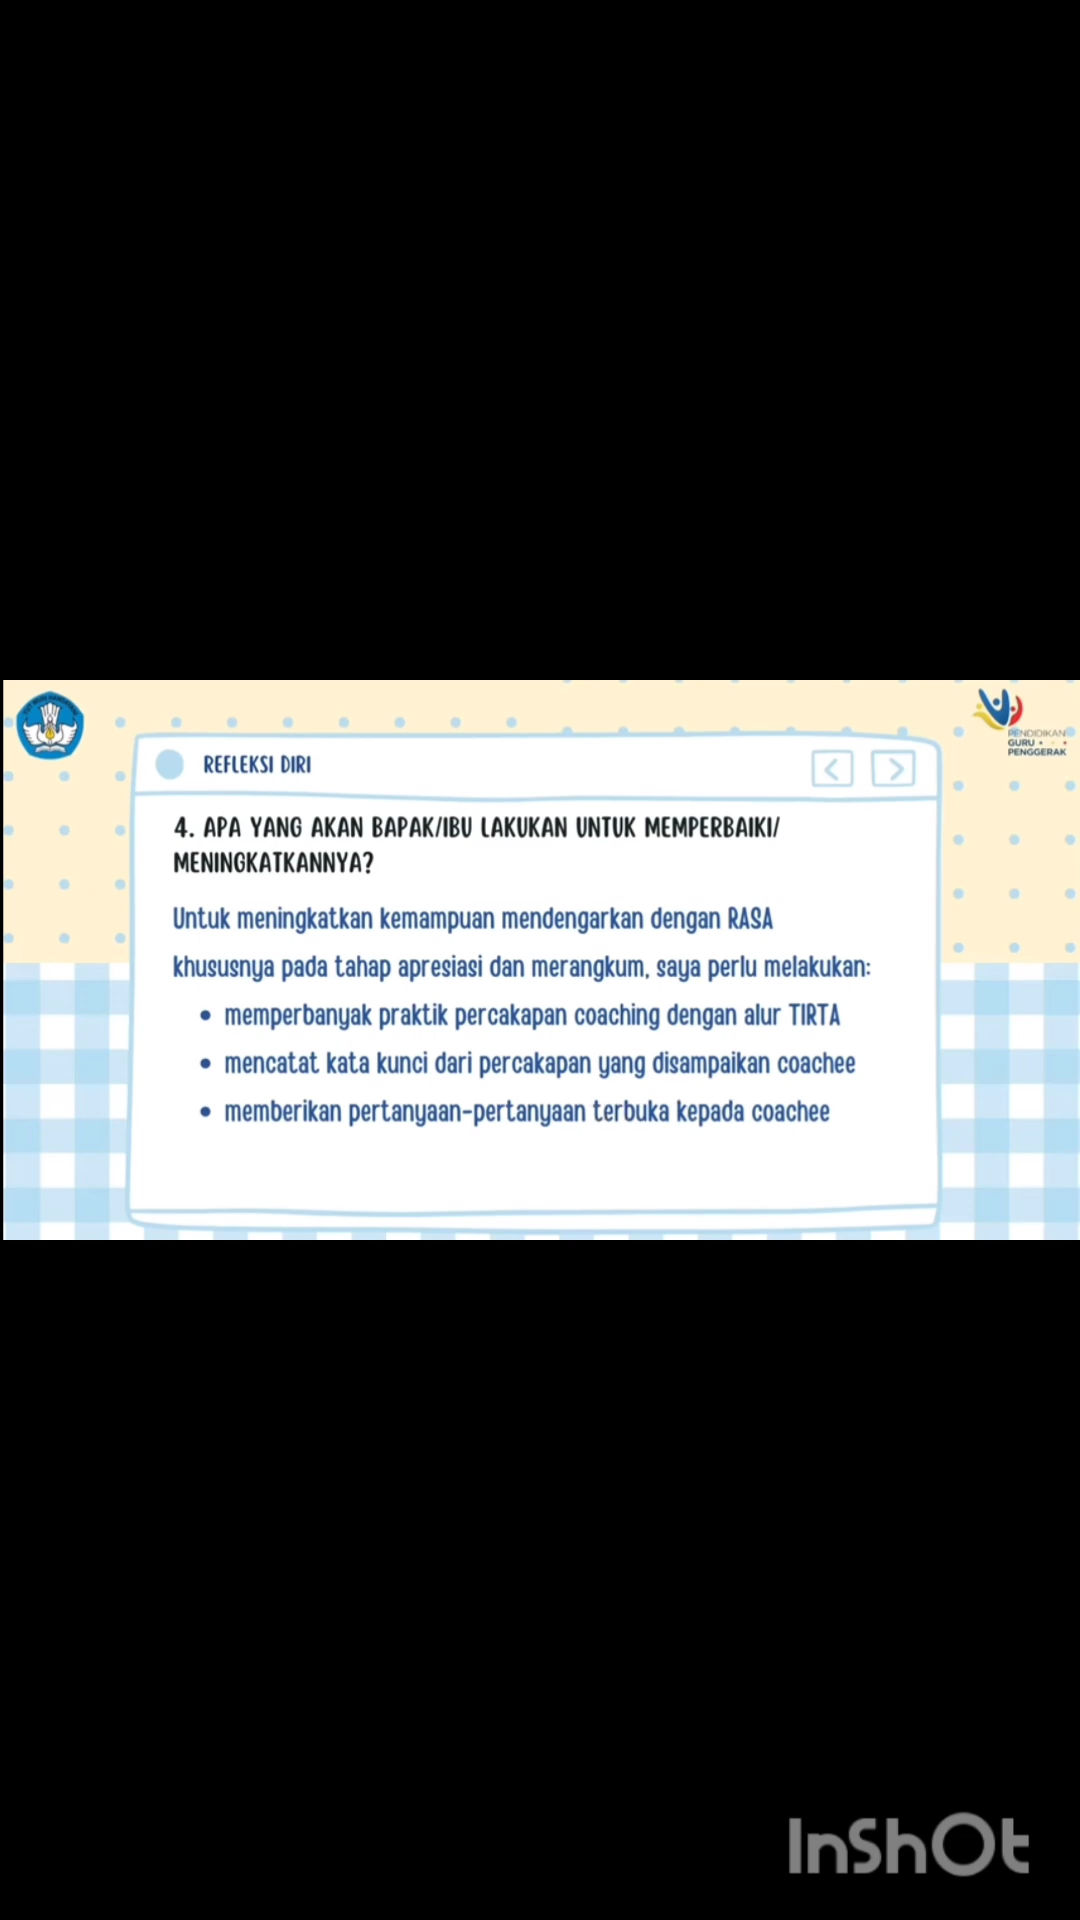 PENDIDIKAN
GURU
PENGGERAK
REFLEKSI DIRI
4. APA YANG AKAN BAPAK/IBU LAKUKAN UNTUK MEMPERBAIKI/
MENINGKATKANNYA?
Untuk meningkatkan kemampuan mendengarkan dengan RASA
khususnya pada tahap apresiasi dan merangkum, saya perlu melakukan:
• memperbanyak praktik percakapan coaching dengan alur TIRTA
• mencatat kata kunci dari percakapan yang disampaikan coachee
• memberikan pertanyaan-pertanyaan terbuka kepada coachee
InShOt